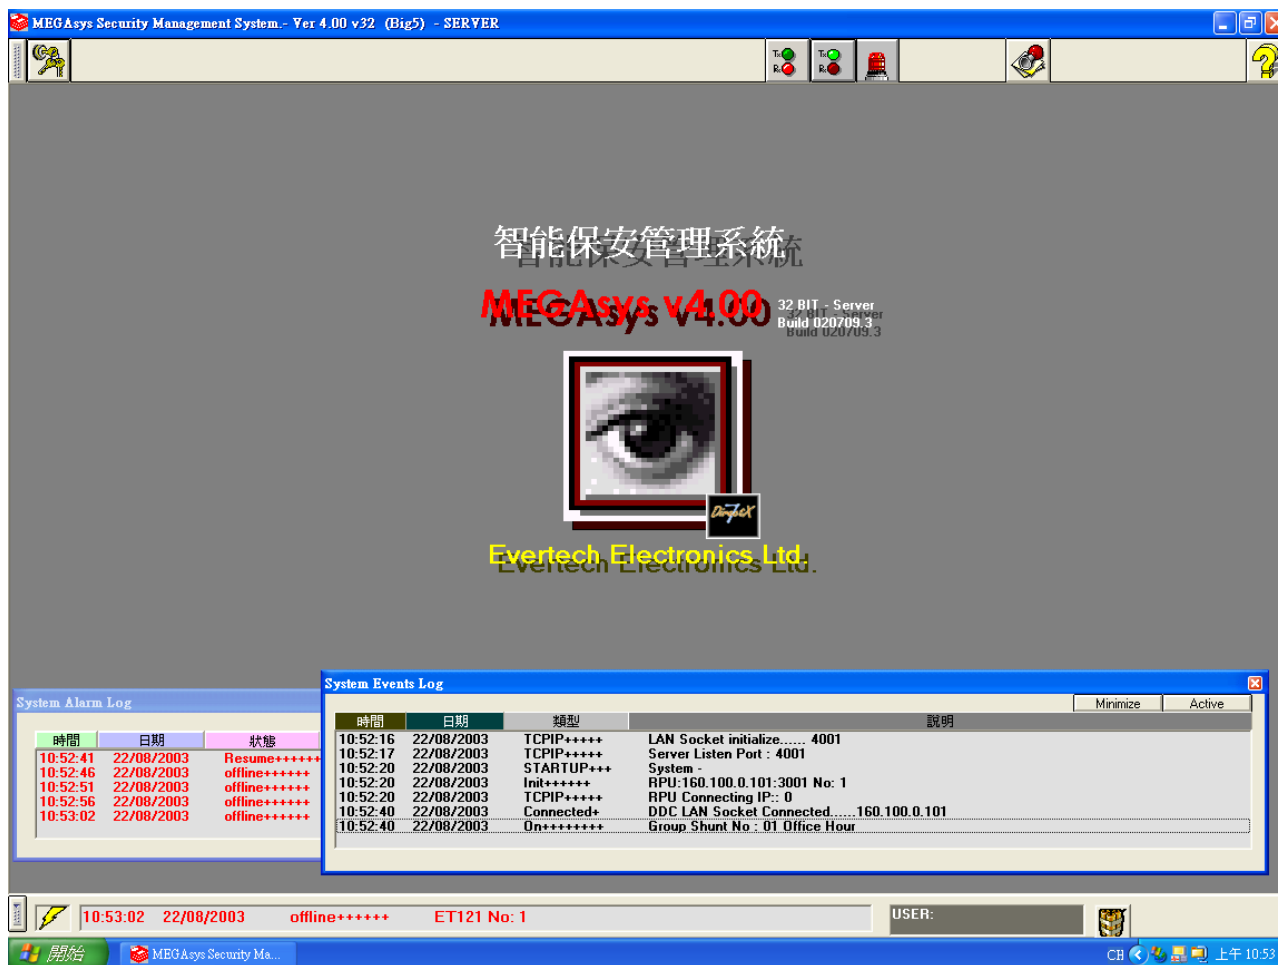 MEGAsys Security Management System.- Ver 4.00 v32 (Big5) - SERVER
Tx
Rx
Tx
Rx
智能保安管理系統
MEGAsys v4.00
32 BIT - Server
Build 020709.3
Evertech Electronics Ltd.
System Alarm Log
時間 日期 狀態
10:52:41 22/08/2003 Resume++++++
10:52:46 22/08/2003 offline++++++
10:52:51 22/08/2003 offline++++++
10:52:56 22/08/2003 offline++++++
10:53:02 22/08/2003 offline++++++
System Events Log
Minimize Active
時間 日期 類型 說明
10:52:16 22/08/2003 TCPIP+++++ LAN Socket initialize...... 4001
10:52:17 22/08/2003 TCPIP+++++ Server Listen Port : 4001
10:52:20 22/08/2003 STARTUP+++ System -
10:52:20 22/08/2003 Init++++++ RPU:160.100.0.101:3001 No: 1
10:52:20 22/08/2003 TCPIP+++++ RPU Connecting IP:: 0
10:52:40 22/08/2003 Connected+ DDC LAN Socket Connected......160.100.0.101
10:52:40 22/08/2003 On++++++++ Group Shunt No : 01 Office Hour
10:53:02 22/08/2003 offline++++++ ET121 No: 1
USER:
開始 MEGAsys Security Ma... CH 上午 10:53